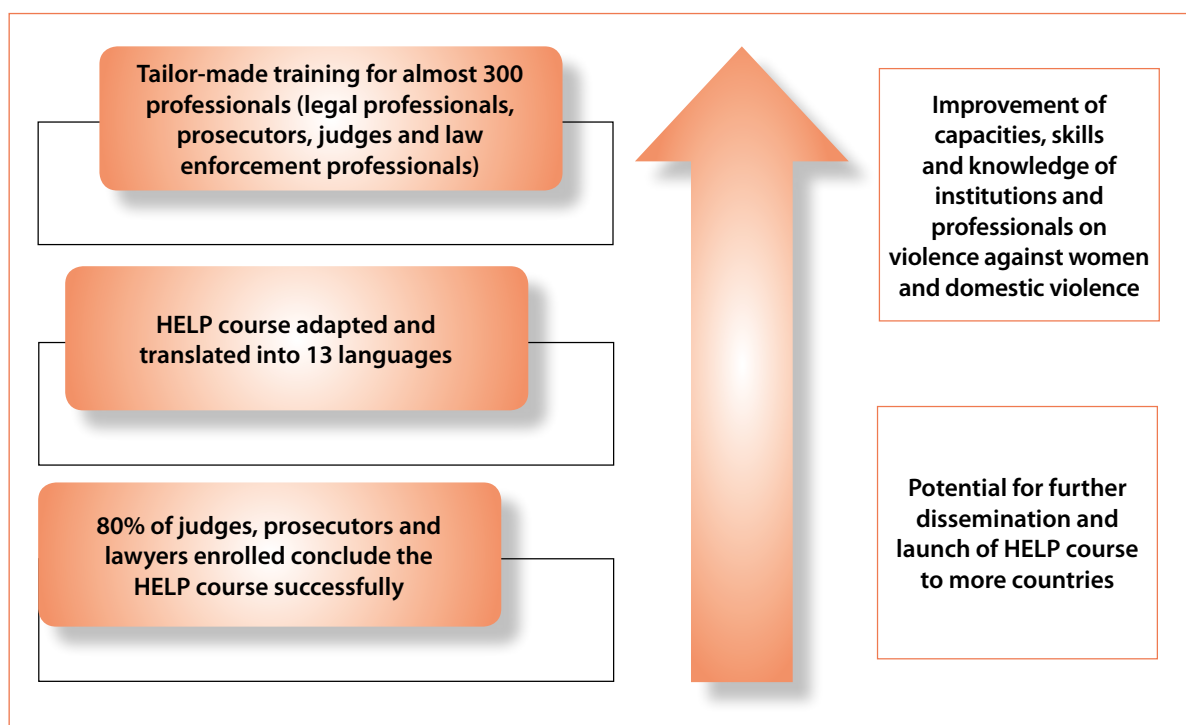 Tailor-made training for almost 300
professionals (legal professionals,
prosecutors, judges and law
enforcement professionals)
HELP course adapted and
translated into 13 languages
80% of judges, prosecutors and
lawyers enrolled conclude the
HELP course successfully
Improvement of
capacities, skills
and knowledge of
institutions and
professionals on
violence against women
and domestic violence
Potential for further
dissemination and
launch of HELP course
to more countries